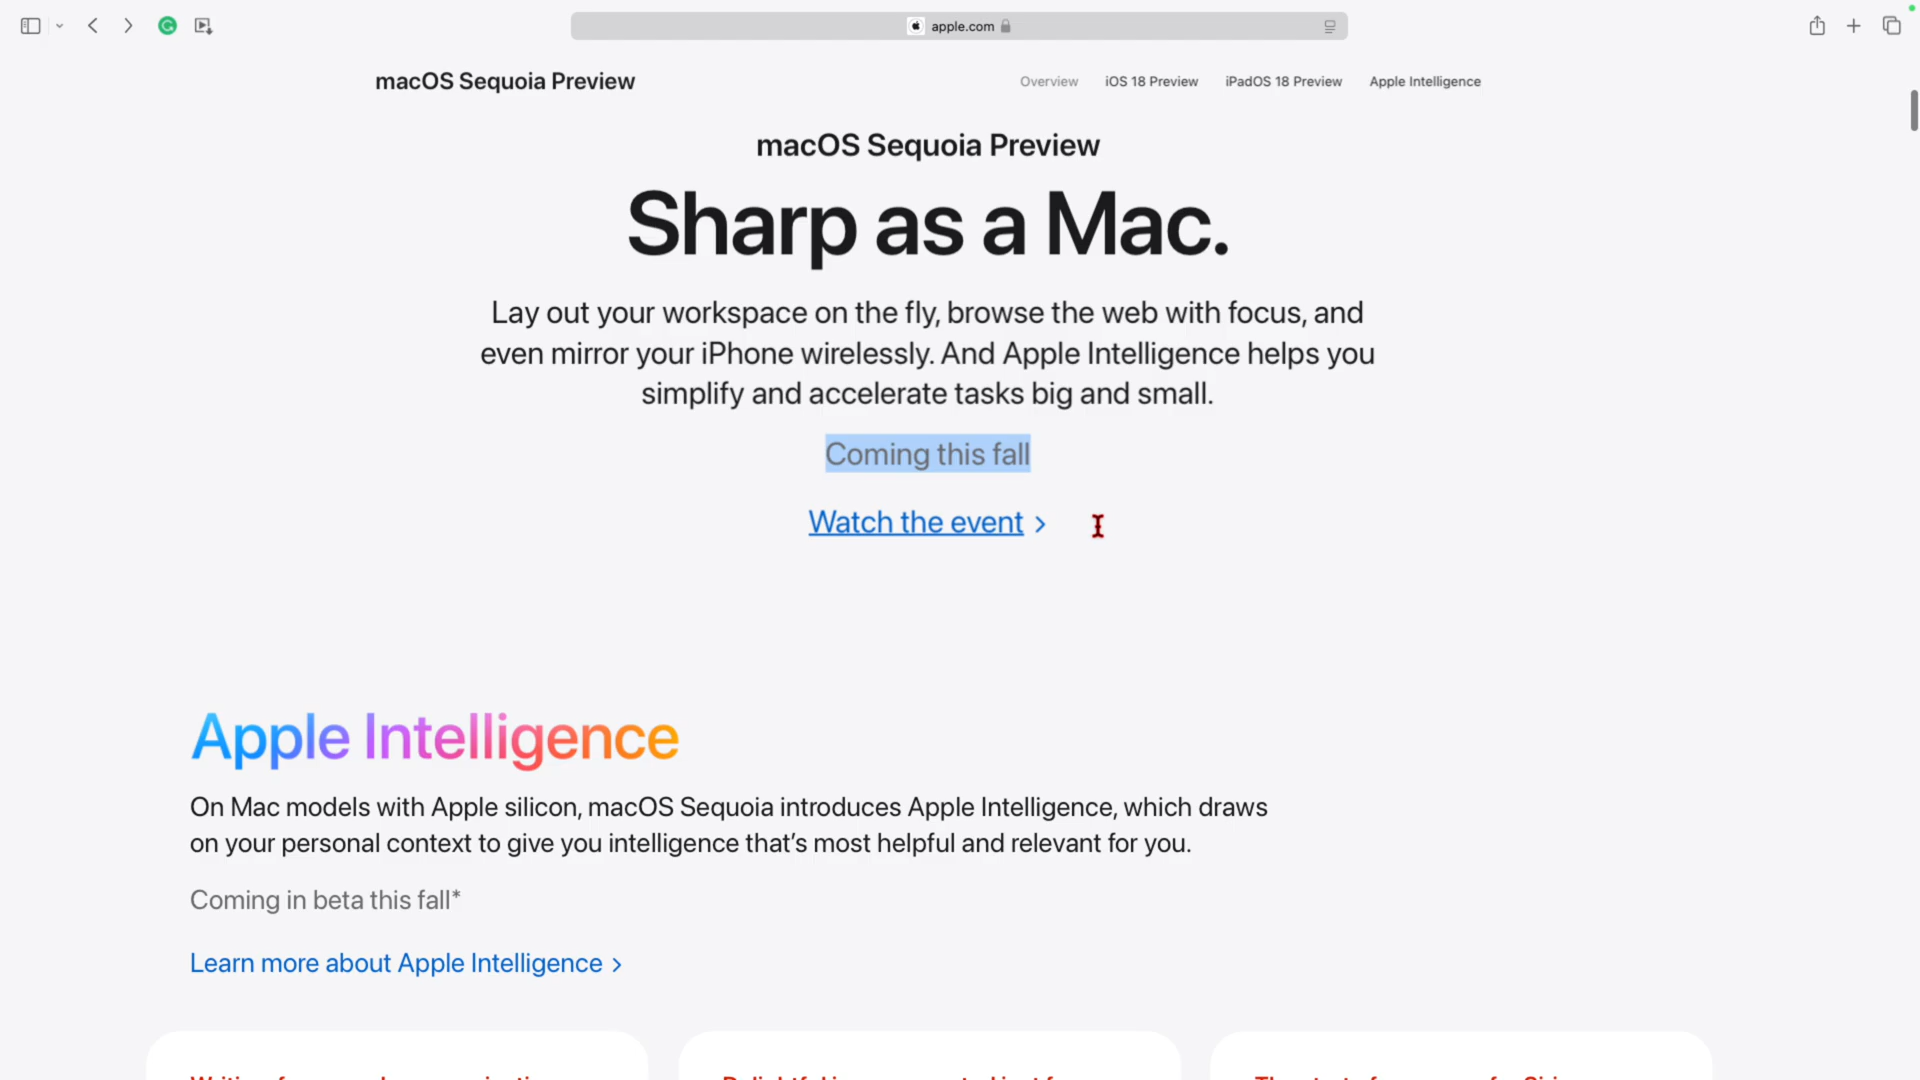 apple.com
macOS Sequoia Preview
Overview
iOS 18 Preview
iPadOS 18 Preview
Apple Intelligence
macOS Sequoia Preview
Sharp as a Mac.
Lay out your workspace on the fly, browse the web with focus, and
even mirror your iPhone wirelessly. And Apple Intelligence helps you
simplify and accelerate tasks big and small.
Coming this fall
Watch the event >
Apple Intelligence
On Mac models with Apple silicon, macOS Sequoia introduces Apple Intelligence, which draws
on your personal context to give you intelligence that’s most helpful and relevant for you.
Coming in beta this fall*
Learn more about Apple Intelligence >